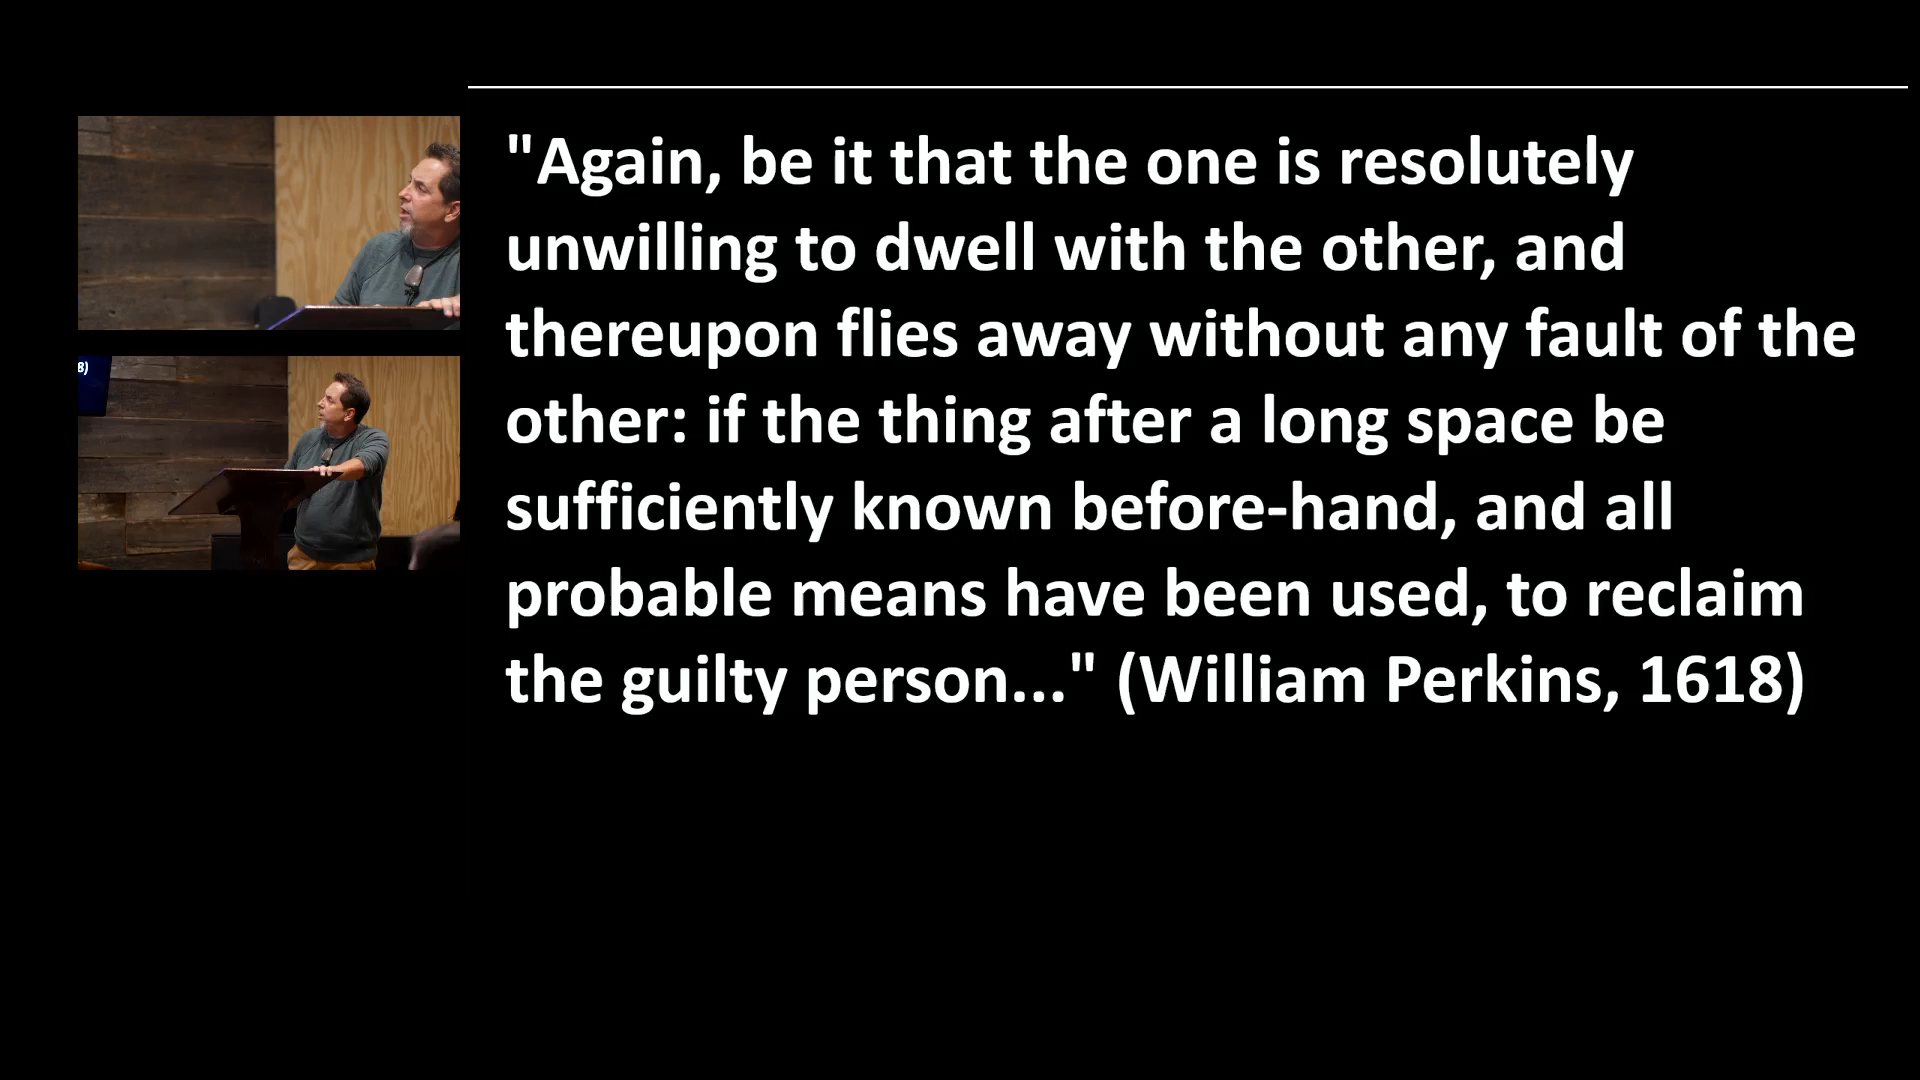 "Again, be it that the one is resolutely
unwilling to dwell with the other, and
thereupon flies away without any fault of the
other: if the thing after a long space be
sufficiently known before-hand, and all
probable means have been used, to reclaim
the guilty person..." (William Perkins, 1618)
8)